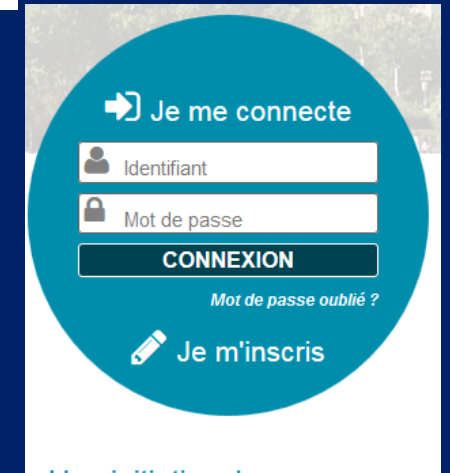 Je me connecte
Identifiant
Mot de passe
CONNEXION
Mot de passe oublié ?
Je m'inscris